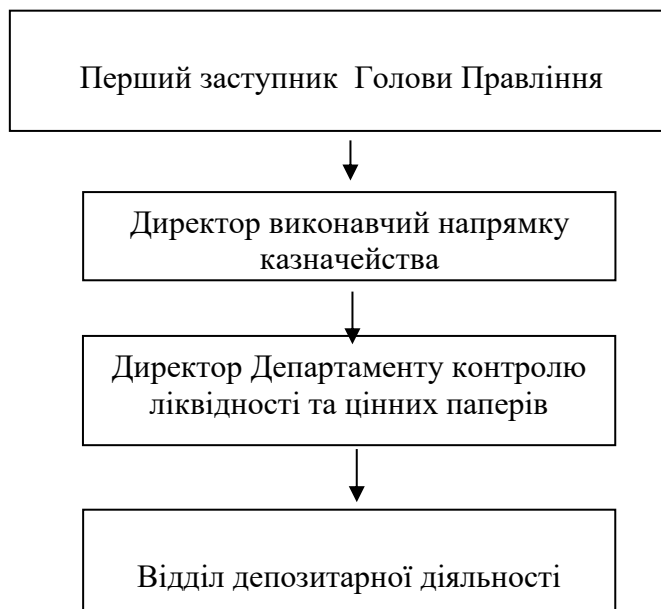 Перший заступник Голови Правління
Директор виконавчий напрямку
казначейства
Директор Департаменту контролю
ліквідності та цінних паперів
Відділ депозитарної діяльності